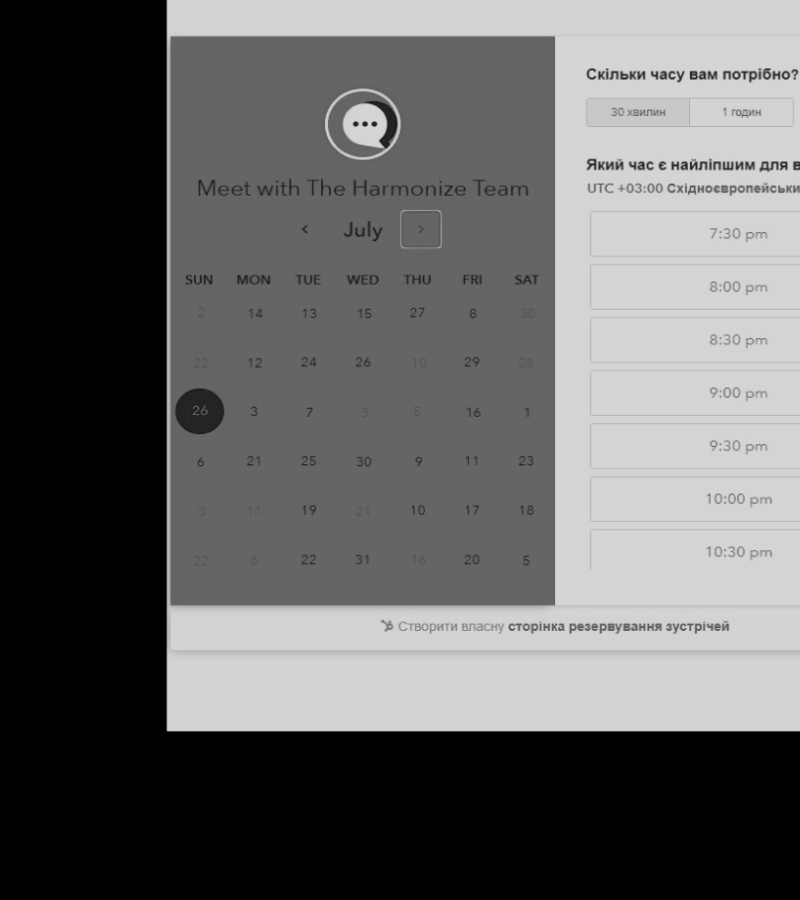 Meet with The Harmonize Team
July
SUN MON TUE WED THU FRI SAT
2 14 13 15 27 8 30
22 12 24 26 10 29 28
26 3 7 3 5 16 1
6 21 25 30 9 11 23
3 11 19 21 10 17 18
22 6 22 31 16 20 5
Скільки часу вам потрібно?
30 хвилин 1 годин
Який час є найліпшим для в
UTC +03:00 Східноєвропейськи
7:30 pm
8:00 pm
8:30 pm
9:00 pm
9:30 pm
10:00 pm
10:30 pm
Створити власну сторінка резервування зустрічей